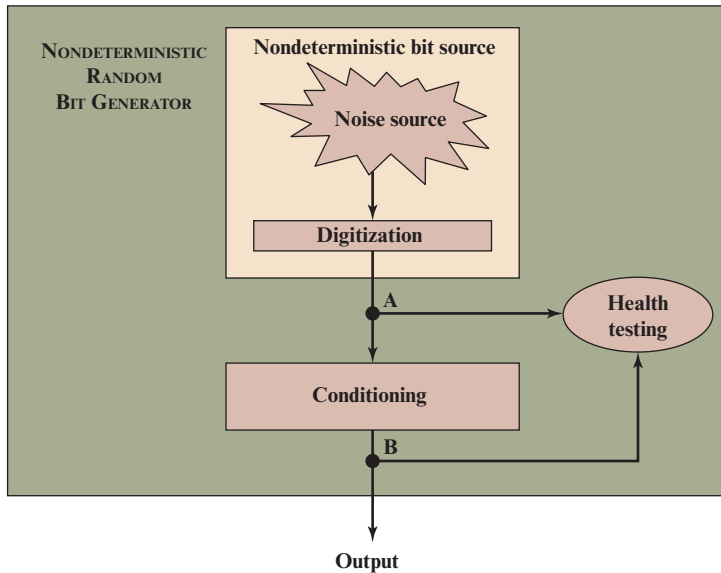 NONDETERMINISTIC
RANDOM
BIT GENERATOR
Nondeterministic bit source
Noise source
Digitization
A
Health
testing
Conditioning
B
Output